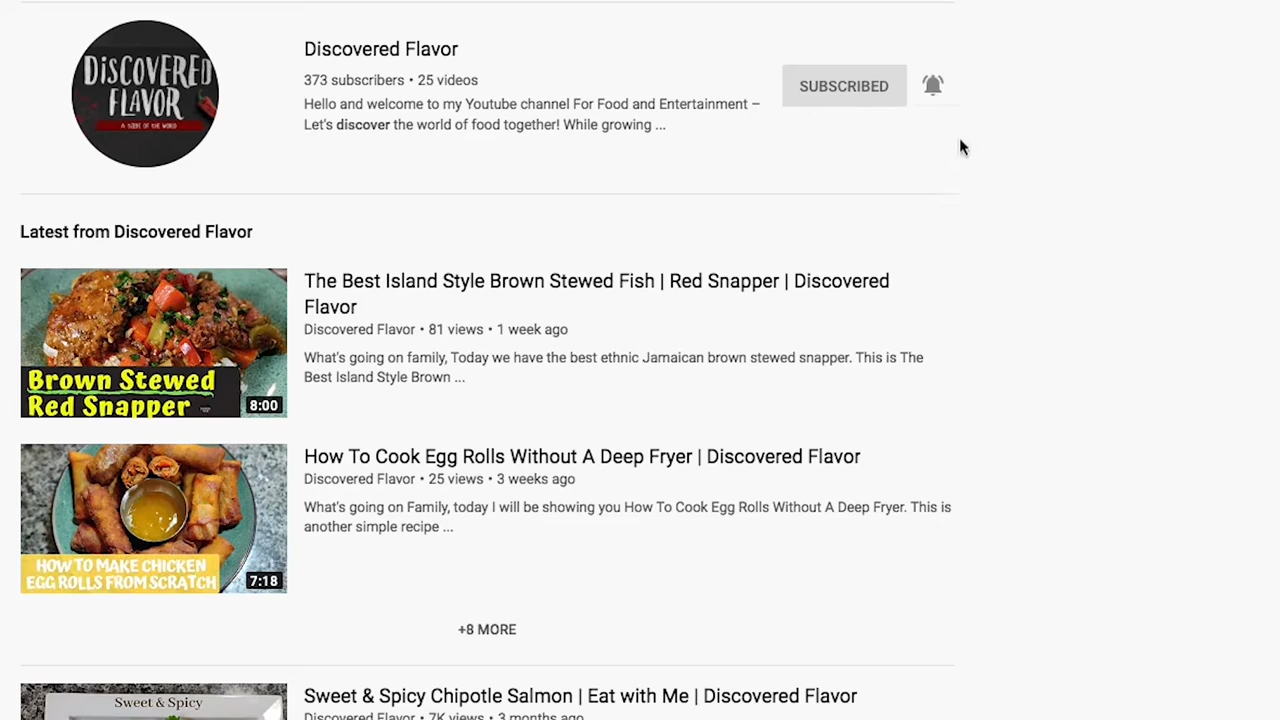 DiSCOVERED
FLAVOR
Discovered Flavor
373 subscribers • 25 videos
Hello and welcome to my Youtube channel For Food and Entertainment –
Let's discover the world of food together! While growing ...
SUBSCRIBED
Latest from Discovered Flavor
Brown Stewed
Red Snapper
8:00
The Best Island Style Brown Stewed Fish | Red Snapper | Discovered
Flavor
Discovered Flavor • 81 views • 1 week ago
What's going on family, Today we have the best ethnic Jamaican brown stewed snapper. This is The
Best Island Style Brown ...
HOW TO MAKE CHICKEN
EGG ROLLS FROM SCRATCH
7:18
How To Cook Egg Rolls Without A Deep Fryer | Discovered Flavor
Discovered Flavor • 25 views • 3 weeks ago
What's going on Family, today I will be showing you How To Cook Egg Rolls Without A Deep Fryer. This is
another simple recipe ...
+8 MORE
Sweet & Spicy
Sweet & Spicy Chipotle Salmon | Eat with Me | Discovered Flavor
Discovered Flavor • 7K views • 3 months ago